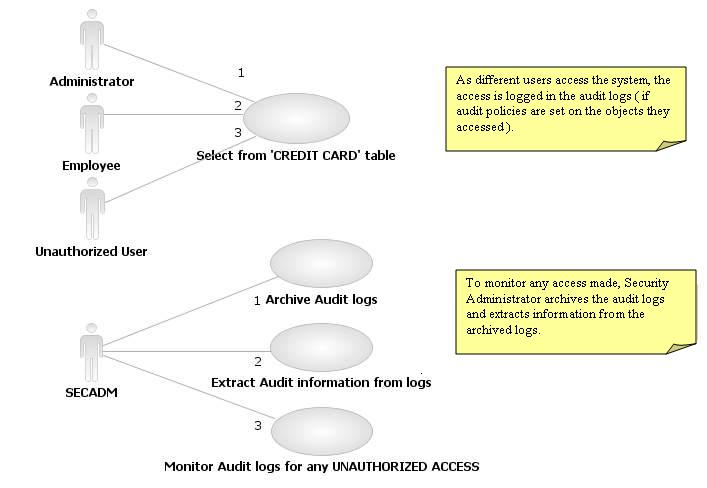 Administrator
1
2
Employee
3
Select from 'CREDIT CARD' table
Unauthorized User
As different users access the system, the
access is logged in the audit logs ( if
audit policies are set on the objects they
accessed ).
SECADM
1
Archive Audit logs
2
Extract Audit information from logs
3
Monitor Audit logs for any UNAUTHORIZED ACCESS
To monitor any access made, Security
Administrator archives the audit logs
and extracts information from the
archived logs.